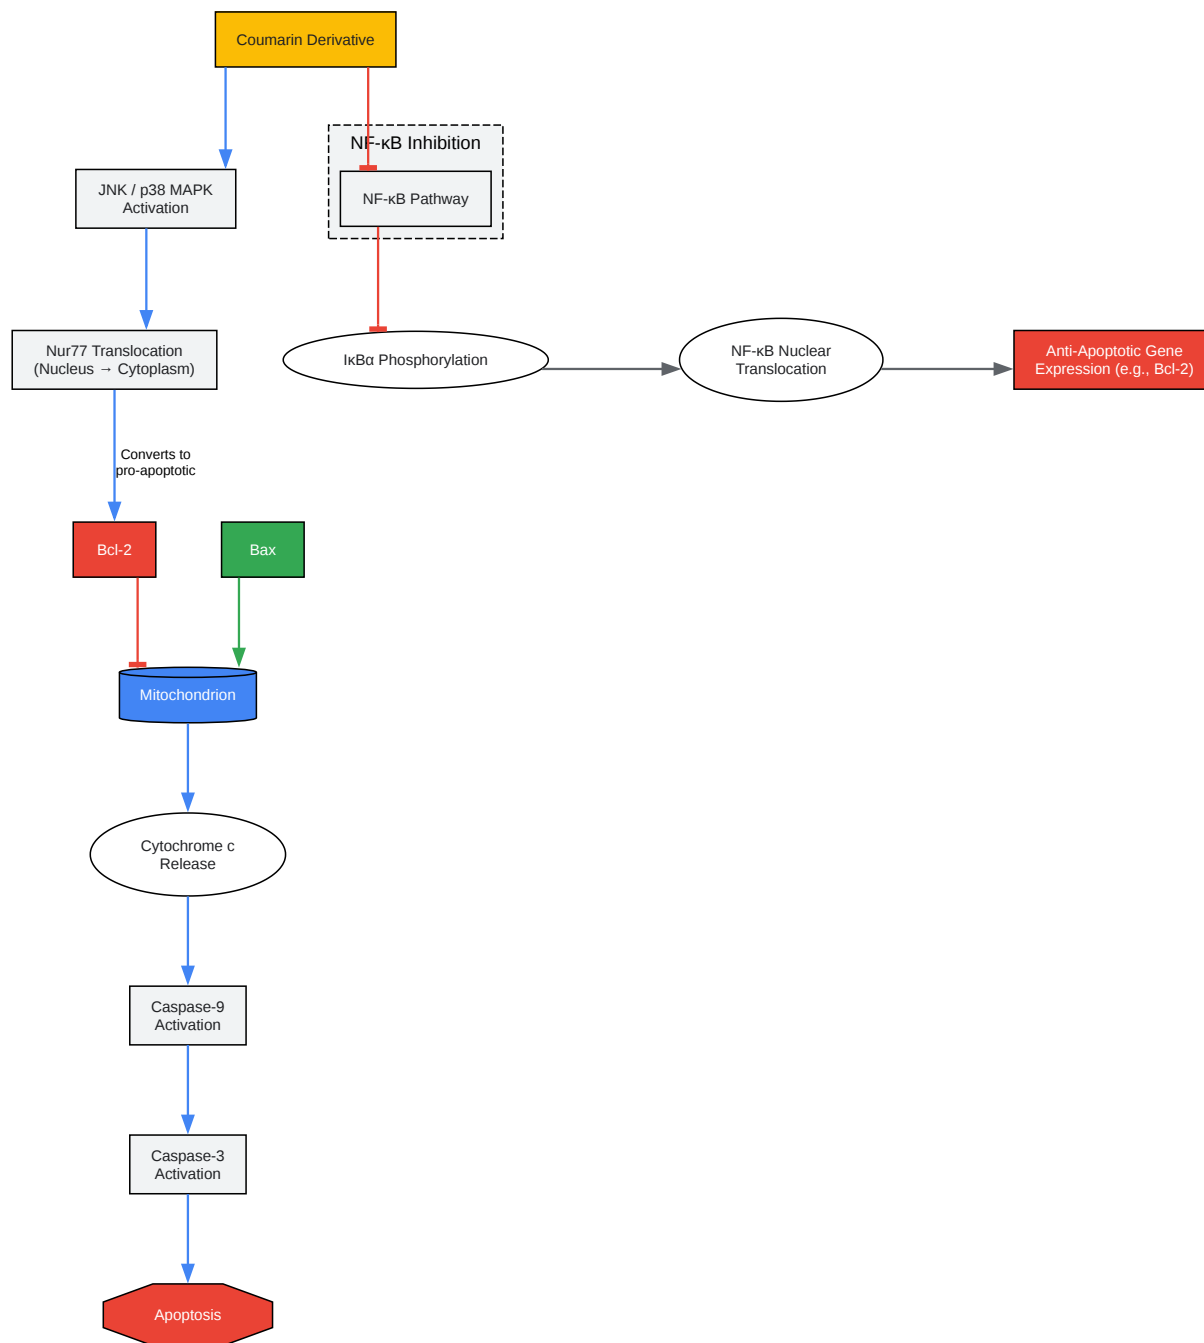 Coumarin Derivative
NF-κB Inhibition
JNK / p38 MAPK
Activation
NF-κB Pathway
Nur77 Translocation
(Nucleus → Cytoplasm)
IκBα Phosphorylation
NF-κB Nuclear
Translocation
Anti-Apoptotic Gene
Expression (e.g., Bcl-2)
Converts to
pro-apoptotic
Bcl-2
Bax
Mitochondrion
Cytochrome c
Release
Caspase-9
Activation
Caspase-3
Activation
Apoptosis